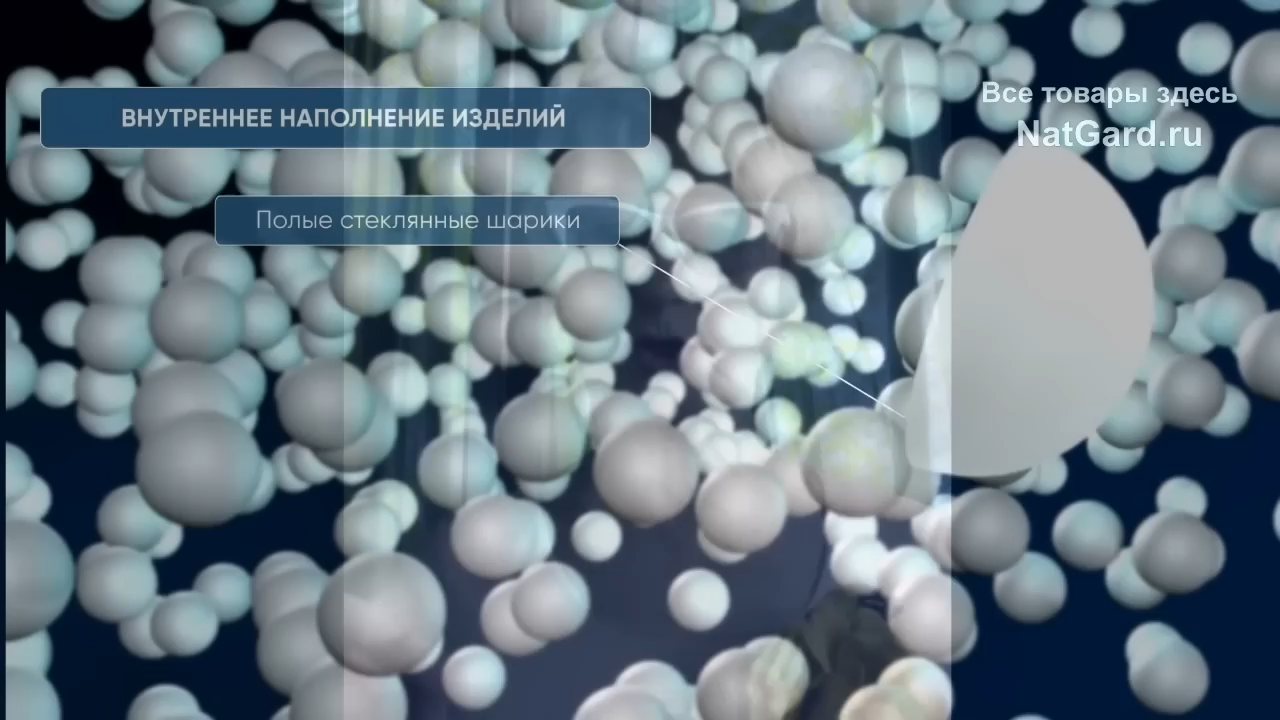 ВНУТРЕННЕЕ НАПОЛНЕНИЕ ИЗДЕЛИЙ
Полые стеклянные шарики
Все товары здесь
NatGard.ru